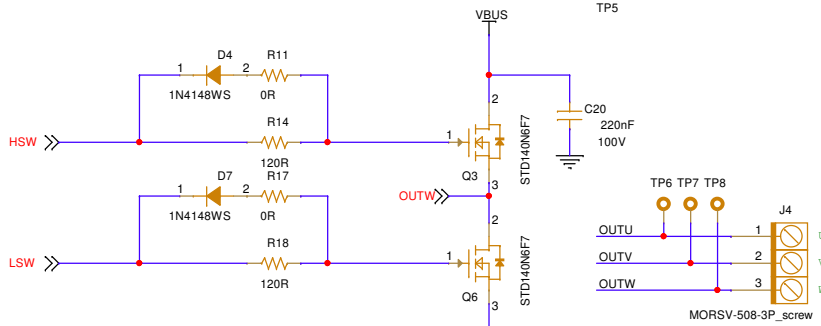 TP5
VBUS
D4
R11
1
2
1N4148WS
0R
2
C20
220nF
100V
R14
HSW
1
120R
STD140N6F7
Q3
3
D7
R17
1
2
1N4148WS
0R
OUTW
2
R18
LSW
1
120R
STD140N6F7
Q6
3
TP6 TP7 TP8
J4
OUTU
1
OUTV
2
OUTW
3
MORSV-508-3P_screw